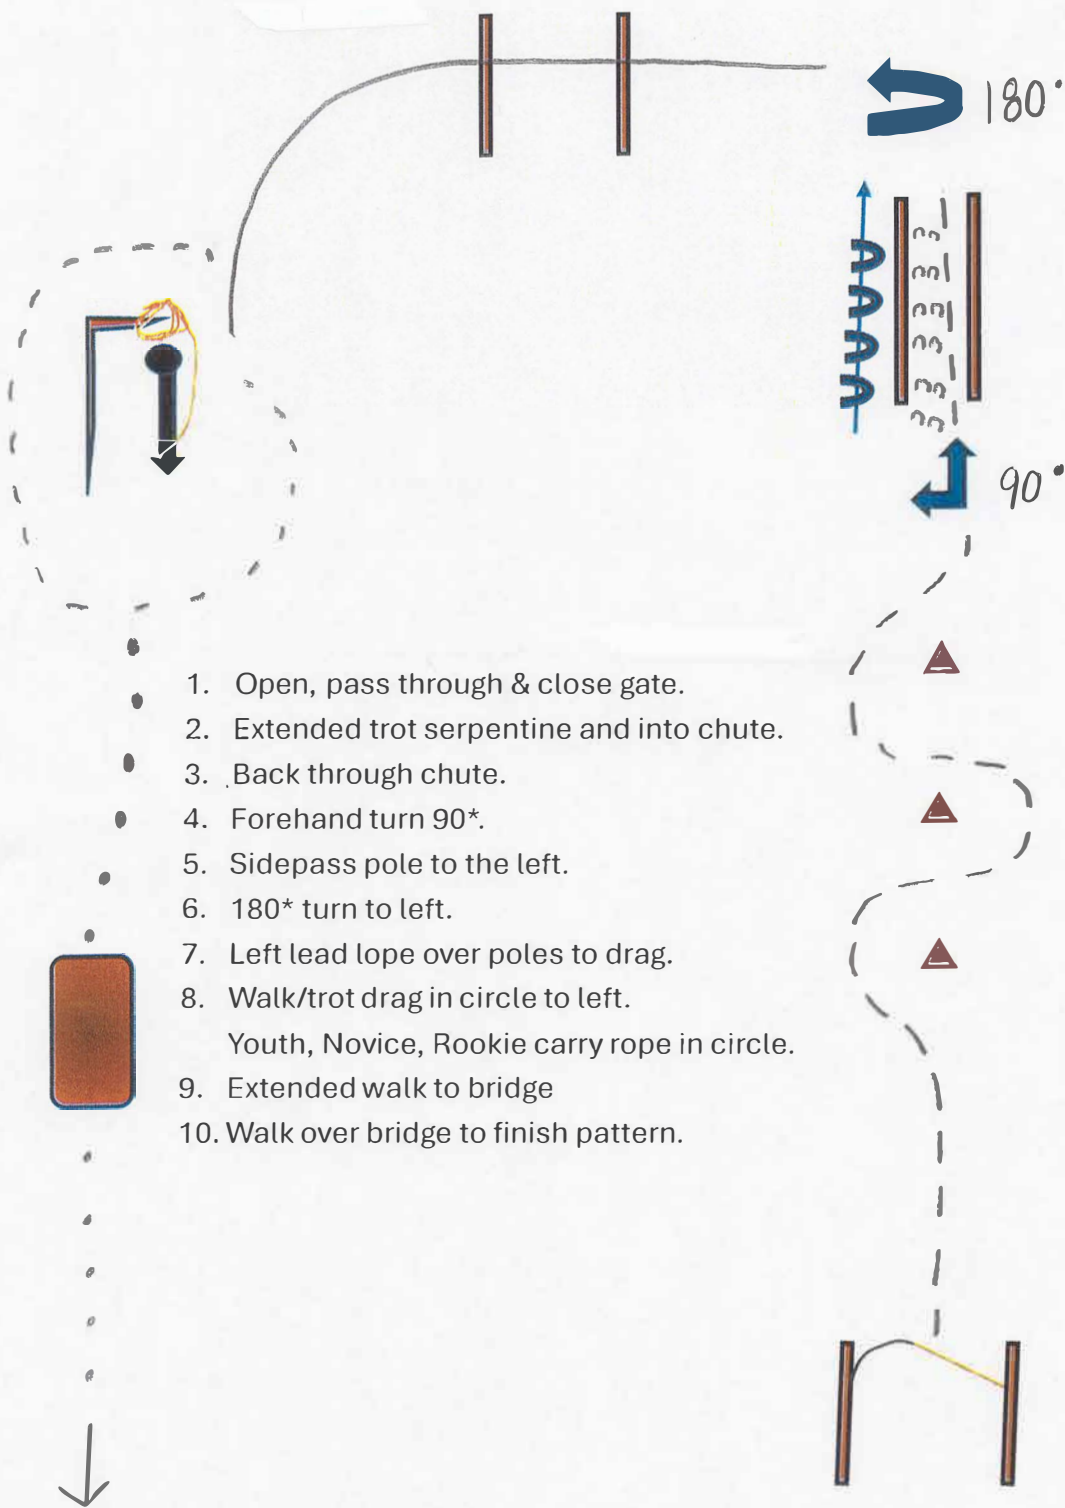 180°
90°
1. Open, pass through & close gate.
2. Extended trot serpentine and into chute.
3. Back through chute.
4. Forehand turn 90*.
5. Sidepass pole to the left.
6. 180* turn to left.
7. Left lead lope over poles to drag.
8. Walk/trot drag in circle to left.
Youth, Novice, Rookie carry rope in circle.
9. Extended walk to bridge
10. Walk over bridge to finish pattern.